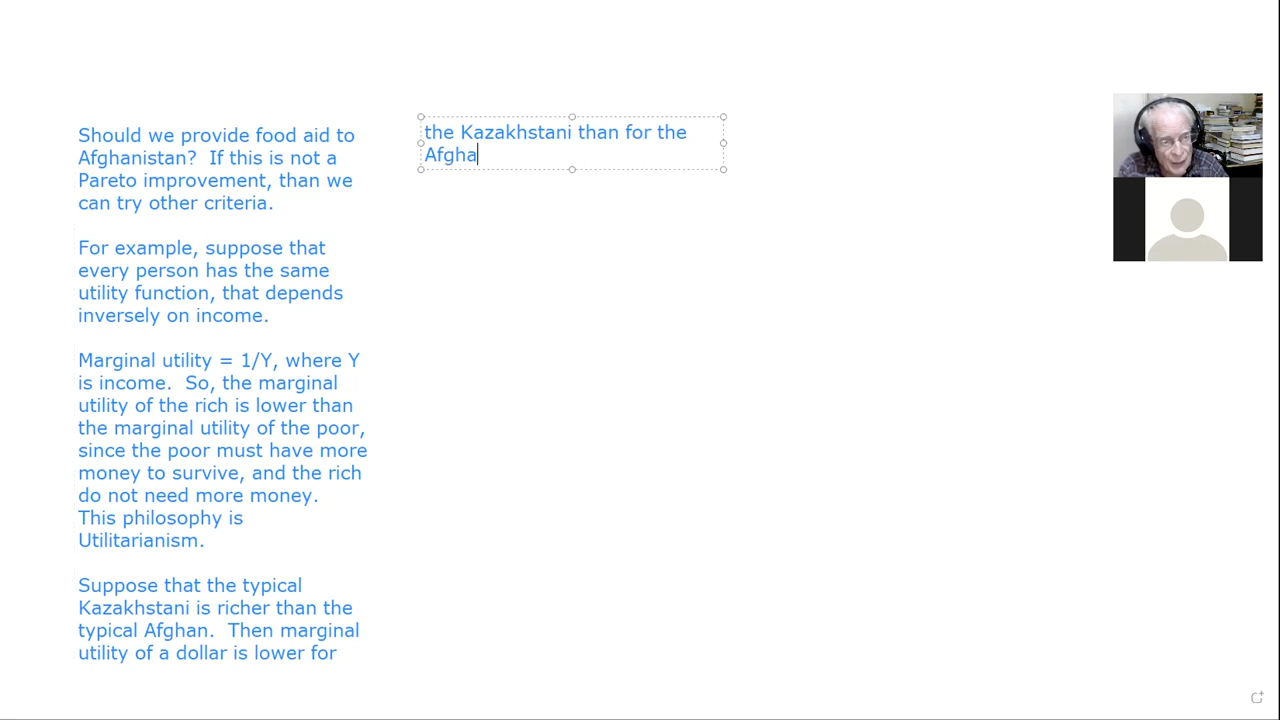 Should we provide food aid to
Afghanistan?  If this is not a
Pareto improvement, than we
can try other criteria.
For example, suppose that
every person has the same
utility function, that depends
inversely on income.
Marginal utility = 1/Y, where Y
is income.  So, the marginal
utility of the rich is lower than
the marginal utility of the poor,
since the poor must have more
money to survive, and the rich
do not need more money.
This philosophy is
Utilitarianism.
Suppose that the typical
Kazakhstani is richer than the
typical Afghan.  Then marginal
utility of a dollar is lower for
the Kazakhstani than for the
Afgha